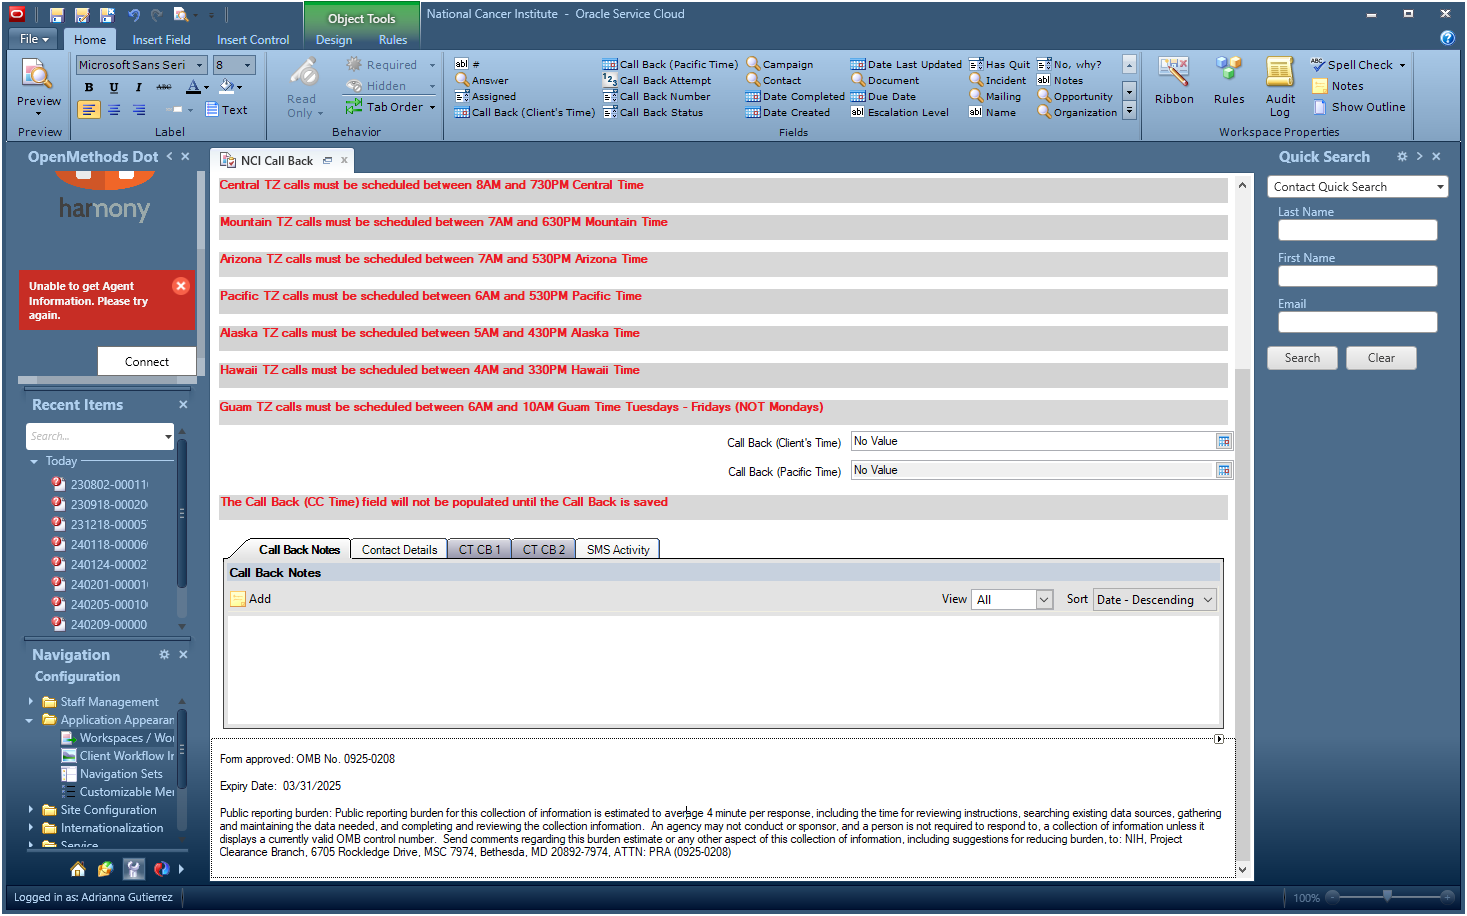 Object Tools
National Cancer Institute - Oracle Service Cloud
File
Home
Insert Field
Insert Control
Design
Rules
Preview
Preview
Microsoft Sans Seri
8
B U I ABC A
Text
Label
Read Only
Required
Hidden
Tab Order
Behavior
#
Answer
Assigned
Call Back (Client's Time)
Call Back (Pacific Time)
Call Back Attempt
Call Back Number
Call Back Status
Campaign
Contact
Date Completed
Date Created
Date Last Updated
Document
Due Date
Escalation Level
Has Quit
Incident
Mailing
Name
No, why?
Notes
Opportunity
Organization
Fields
Ribbon
Rules
Audit Log
Spell Check
Notes
Show Outline
Workspace Properties
OpenMethods Dot
harmony
Unable to get Agent
Information. Please try
again.
Connect
Recent Items
Search...
Today
230802-00011
230918-00020
231218-00005
240118-00006
240124-00002
240201-00001
240205-00010
240209-00000
Navigation
Configuration
Staff Management
Application Appearan
Workspaces / Wor
Client Workflow I
Navigation Sets
Customizable Me
Site Configuration
Internationalization
Service
NCI Call Back
Central TZ calls must be scheduled between 8AM and 730PM Central Time
Mountain TZ calls must be scheduled between 7AM and 630PM Mountain Time
Arizona TZ calls must be scheduled between 7AM and 530PM Arizona Time
Pacific TZ calls must be scheduled between 6AM and 530PM Pacific Time
Alaska TZ calls must be scheduled between 5AM and 430PM Alaska Time
Hawaii TZ calls must be scheduled between 4AM and 330PM Hawaii Time
Guam TZ calls must be scheduled between 6AM and 10AM Guam Time Tuesdays - Fridays (NOT Mondays)
Call Back (Client's Time) No Value
Call Back (Pacific Time) No Value
The Call Back (CC Time) field will not be populated until the Call Back is saved
Call Back Notes
Contact Details
CT CB 1
CT CB 2
SMS Activity
Call Back Notes
Add
View All Sort Date - Descending
Form approved: OMB No. 0925-0208
Expiry Date: 03/31/2025
Public reporting burden: Public reporting burden for this collection of information is estimated to average 4 minute per response, including the time for reviewing instructions, searching existing data sources, gathering
and maintaining the data needed, and completing and reviewing the collection information. An agency may not conduct or sponsor, and a person is not required to respond to, a collection of information unless it
displays a currently valid OMB control number. Send comments regarding this burden estimate or any other aspect of this collection of information, including suggestions for reducing burden, to: NIH, Project
Clearance Branch, 6705 Rockledge Drive, MSC 7974, Bethesda, MD 20892-7974, ATTN: PRA (0925-0208)
Quick Search
Contact Quick Search
Last Name
First Name
Email
Search
Clear
Logged in as: Adrianna Gutierrez
100%